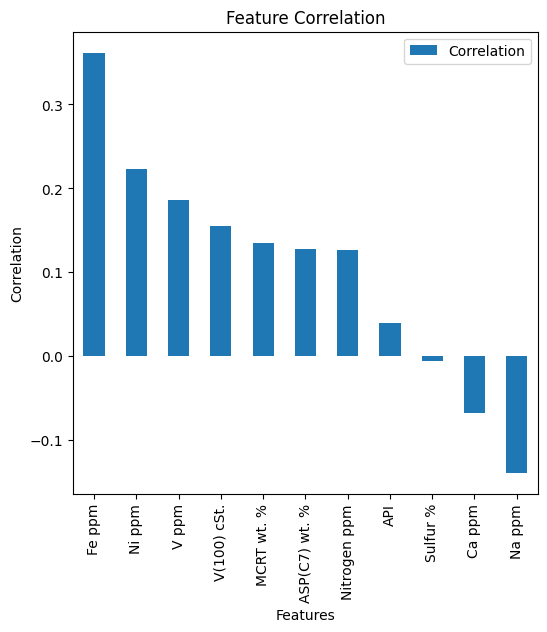 Feature Correlation
Correlation
Correlation
0.3
0.2
0.1
0.0
−0.1
Fe ppm
Ni ppm
V ppm
V(100) cSt.
MCRT wt. %
ASP(C7) wt. %
Nitrogen ppm
API
Sulfur %
Ca ppm
Na ppm
Features